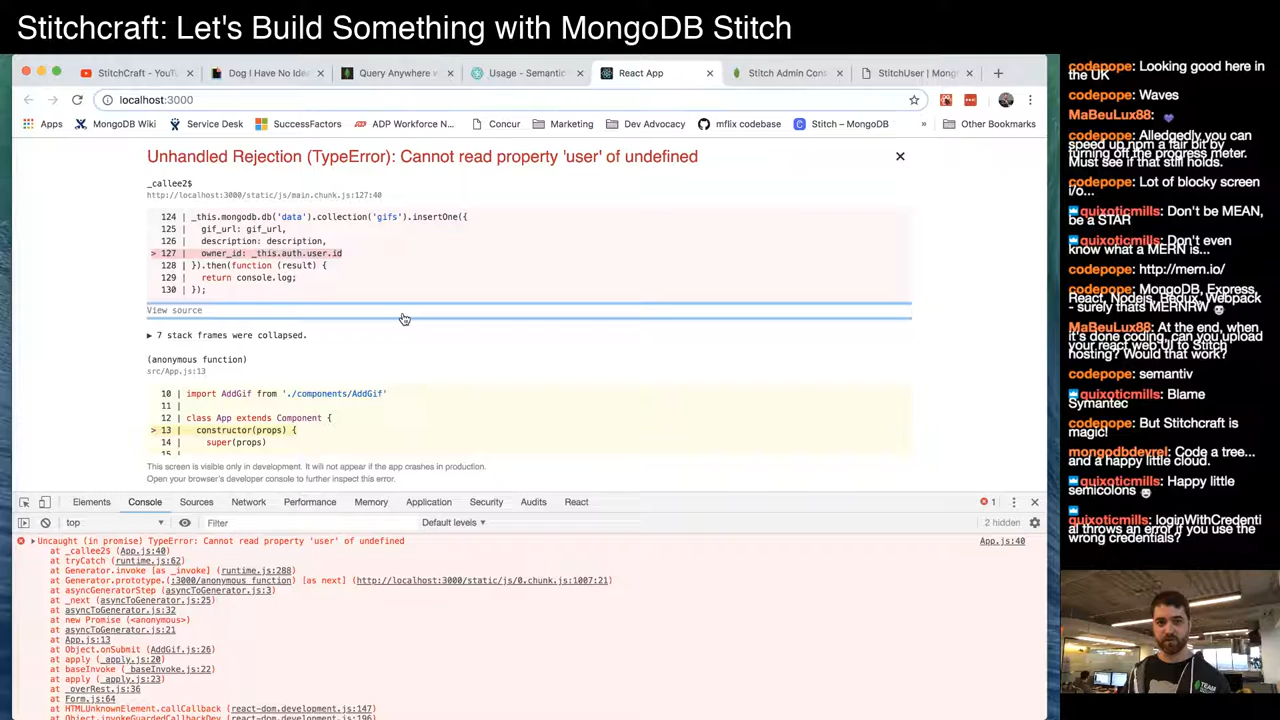 Stitchcraft: Let's Build Something with MongoDB Stitch
StitchCraft - YouTu
Dog I Have No Ide
Query Anywhere w
Usage - Semantic
React App
Stitch Admin Cons
StitchUser | Mong
localhost:3000
Apps
MongoDB Wiki
Service Desk
SuccessFactors
ADP Workforce N...
Concur
Marketing
Dev Advocacy
mflix codebase
Stitch – MongoDB
»
Other Bookmarks
Unhandled Rejection (TypeError): Cannot read property 'user' of undefined
_callee2$
http://localhost:3000/static/js/main.chunk.js:127:40
124 | _this.mongodb.db('data').collection('gifs').insertOne({
125 |   gif_url: gif_url,
126 |   description: description,
> 127 |   owner_id: _this.auth.user.id
128 | }).then(function (result) {
129 |   return console.log;
130 | });
View source
▶ 7 stack frames were collapsed.
(anonymous function)
src/App.js:13
10 | import AddGif from './components/AddGif'
11 |
12 | class App extends Component {
> 13 |   constructor(props) {
14 |     super(props)
15 |
This screen is visible only in development. It will not appear if the app crashes in production.
Open your browser's developer console to further inspect this error.
Elements
Console
Sources
Network
Performance
Memory
Application
Security
Audits
React
1
top
Filter
Default levels
2 hidden
Uncaught (in promise) TypeError: Cannot read property 'user' of undefined
App.js:40
at _callee2$ (App.js:40)
at tryCatch (runtime.js:62)
at Generator.invoke [as _invoke] (runtime.js:288)
at Generator.prototype.(:3000/anonymous function) [as next] (http://localhost:3000/static/js/0.chunk.js:1007:21)
at asyncGeneratorStep (asyncToGenerator.js:3)
at _next (asyncToGenerator.js:25)
at asyncToGenerator.js:32
at new Promise (<anonymous>)
at asyncToGenerator.js:21
at App.js:13
at Object.onSubmit (AddGif.js:26)
at apply (_apply.js:20)
at baseInvoke (_baseInvoke.js:22)
at apply (_apply.js:23)
at _overRest.js:36
at Form.js:64
at HTMLUnknownElement.callCallback (react-dom.development.js:147)
at Object.invokeGuardedCallbackDev (react-dom.development.js:196)
codepope: Looking good here in
the UK
codepope: Waves
MaBeuLux88:
codepope: Alledgedly you can
speed up npm a fair bit by
turning off the progress meter.
Must see if that still holds.
codepope: Lot of blocky screen
i/o...
quixoticmills: Don't be MEAN,
be a STAR
quixoticmills: Don't even
know what a MERN is...
codepope: http://mern.io/
codepope: MongoDB, Express,
React, Nodejs, Redux, Webpack
- surely thats MERNRW
MaBeuLux88: At the end, when
it's done coding, can you upload
your react web UI to Stitch
hosting? Would that work?
codepope: semantiv
quixoticmills: Blame
Symantec
codepope: But Stitchcraft is
magic!
mongodbdevrel: Code a tree...
and a happy little cloud.
quixoticmills: Happy little
semicolons
quixoticmills: loginWithCredenti
al throws an error if you use the
wrong credentials?
TEAM